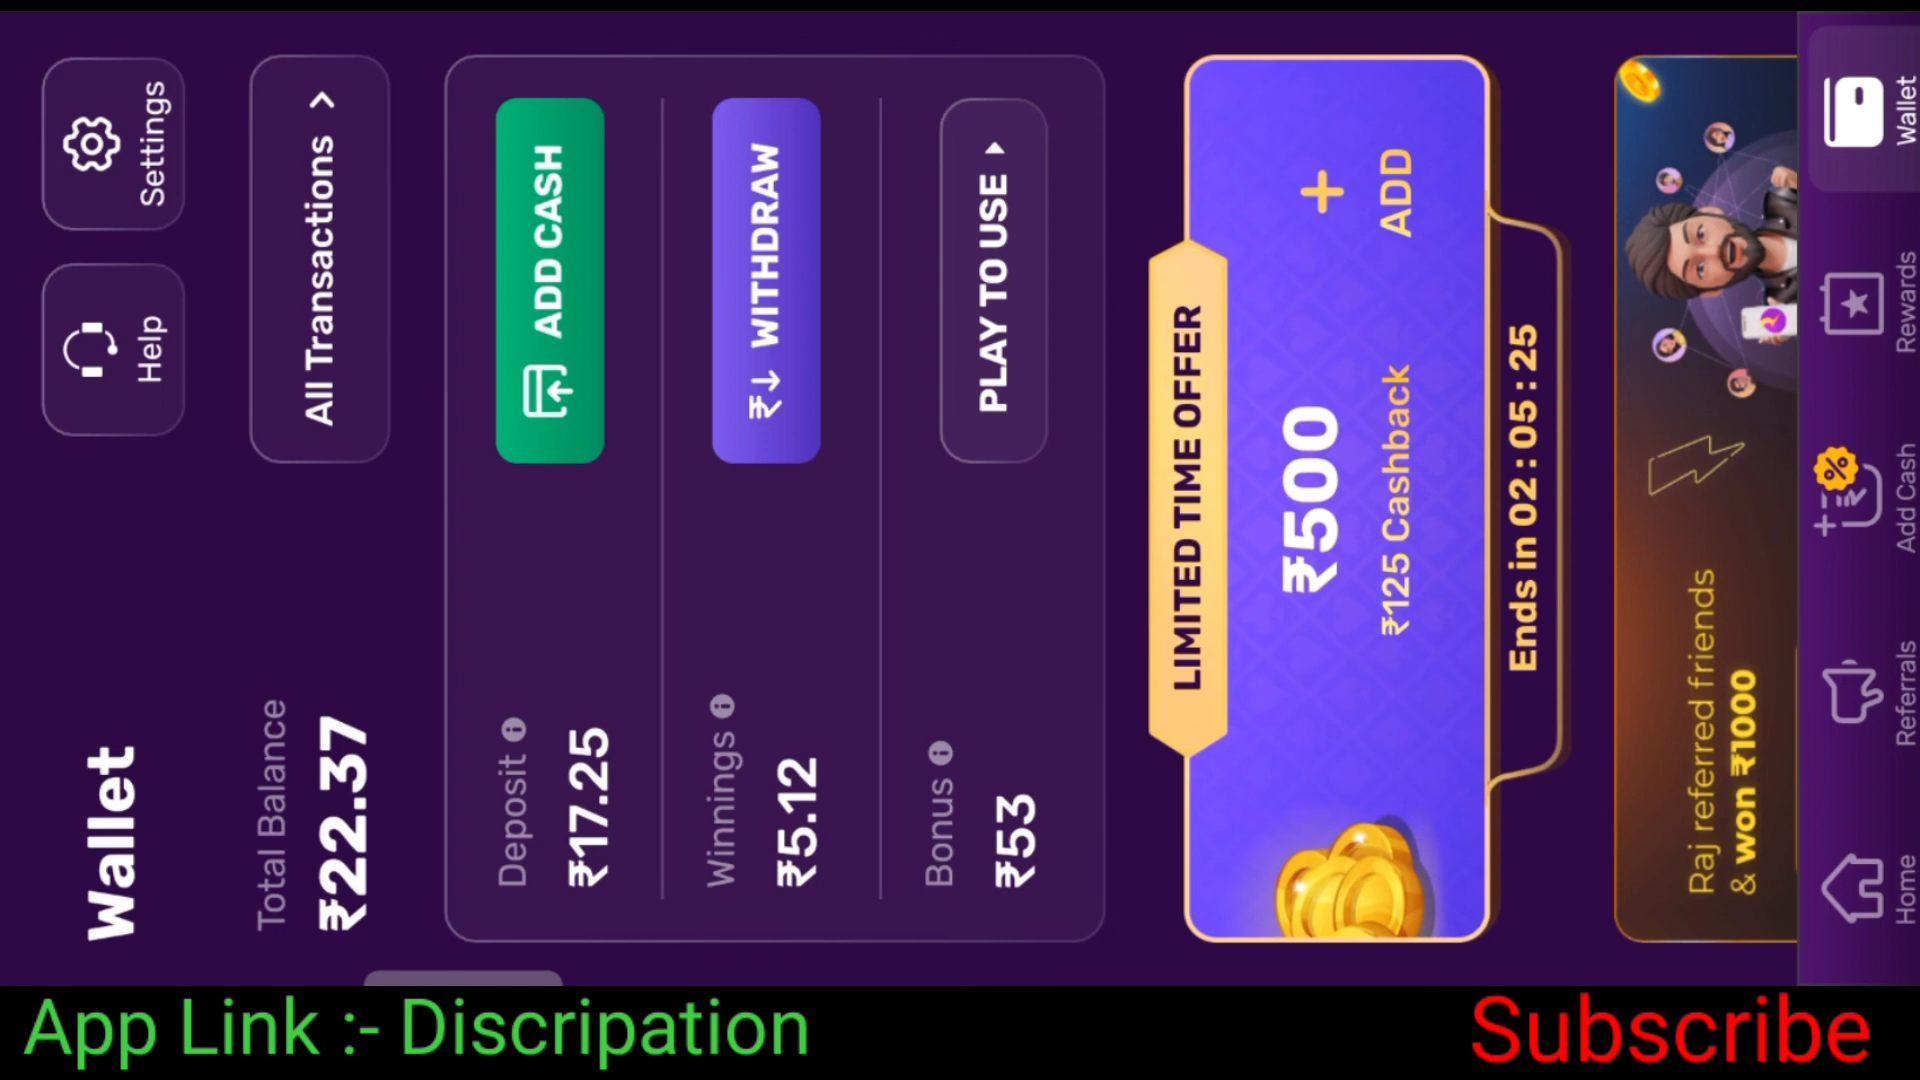 Wallet
Help
Settings
Total Balance
₹22.37
All Transactions >
Deposit
₹17.25
ADD CASH
Winnings
₹5.12
₹↓ WITHDRAW
Bonus
₹53
PLAY TO USE
LIMITED TIME OFFER
₹500
₹125 Cashback
+
ADD
Ends in 02 : 05 : 25
Raj referred friends
& won ₹1000
Home
Referrals
Add Cash
Rewards
Wallet
App Link :- Discripation
Subscribe